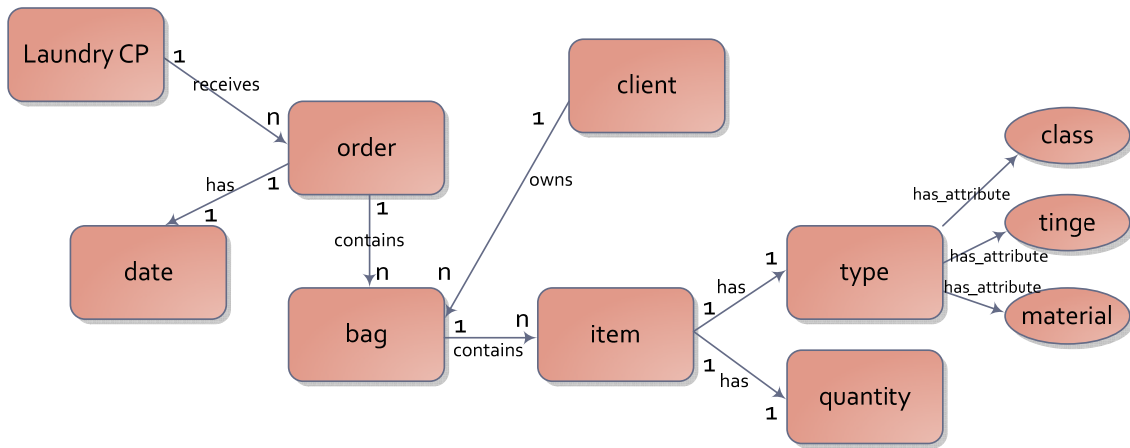 Laundry CP
1
receives
n
order
1
has
1
date
1
contains
n
bag
client
1
owns
n
1
contains
n
item
1
has
1
type
has_attribute
class
has_attribute
tinge
has_attribute
material
1
has
1
quantity